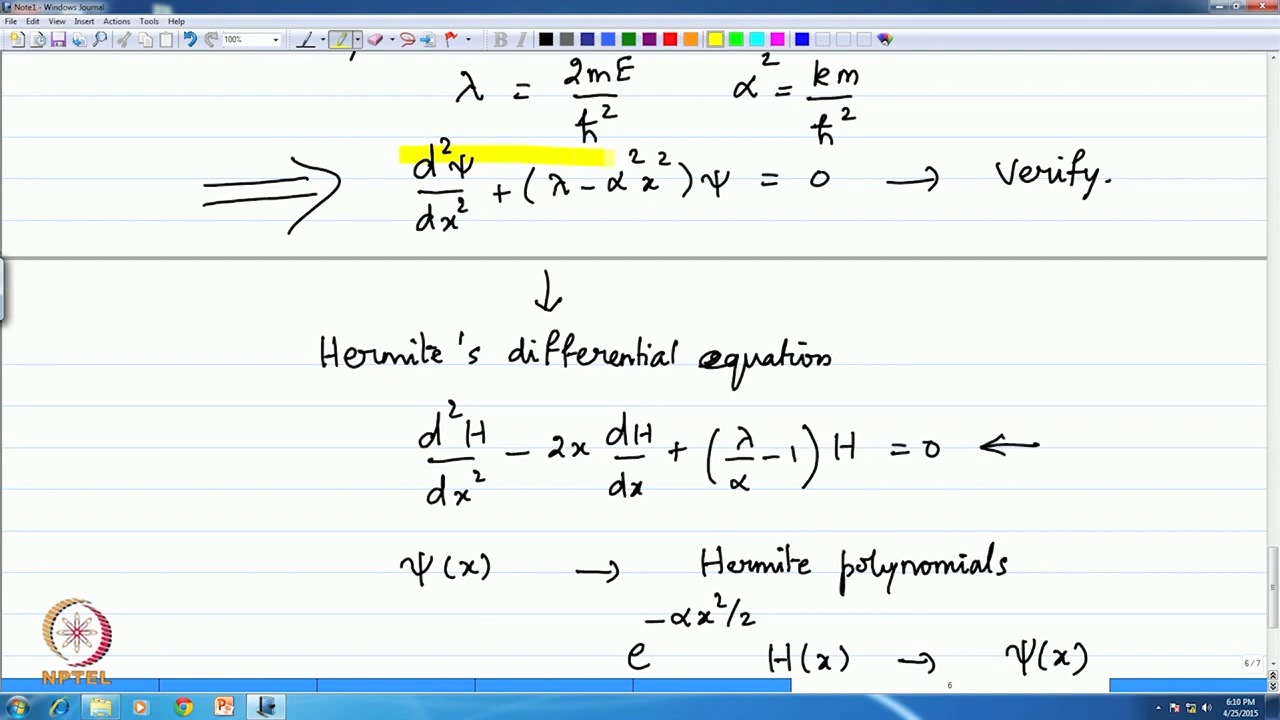 Note1 - Windows Journal
File Edit View Insert Actions Tools Help
100%
λ = 2mE/ħ² α² = km/ħ²
⟹ d²Ψ/dx² + (λ − α²x²)Ψ = 0 → Verify.
↓
Hermite's differential equation
d²H/dx² − 2x dH/dx + (λ/α − 1) H = 0 ←
Ψ(x) → Hermite polynomials
e^(−αx²/2) H(x) → Ψ(x)
NPTEL
6/7
6
6:10 PM
4/25/2015